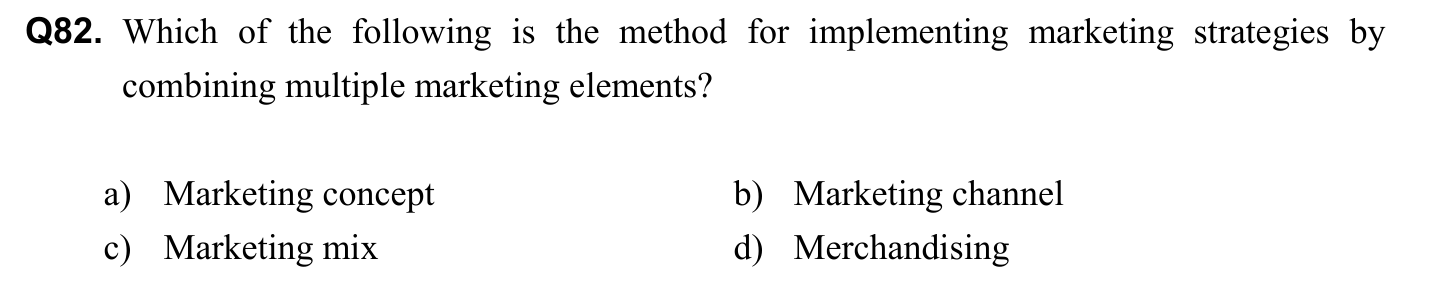 Q82. Which of the following is the method for implementing marketing strategies by
combining multiple marketing elements?
a) Marketing concept b) Marketing channel
c) Marketing mix d) Merchandising